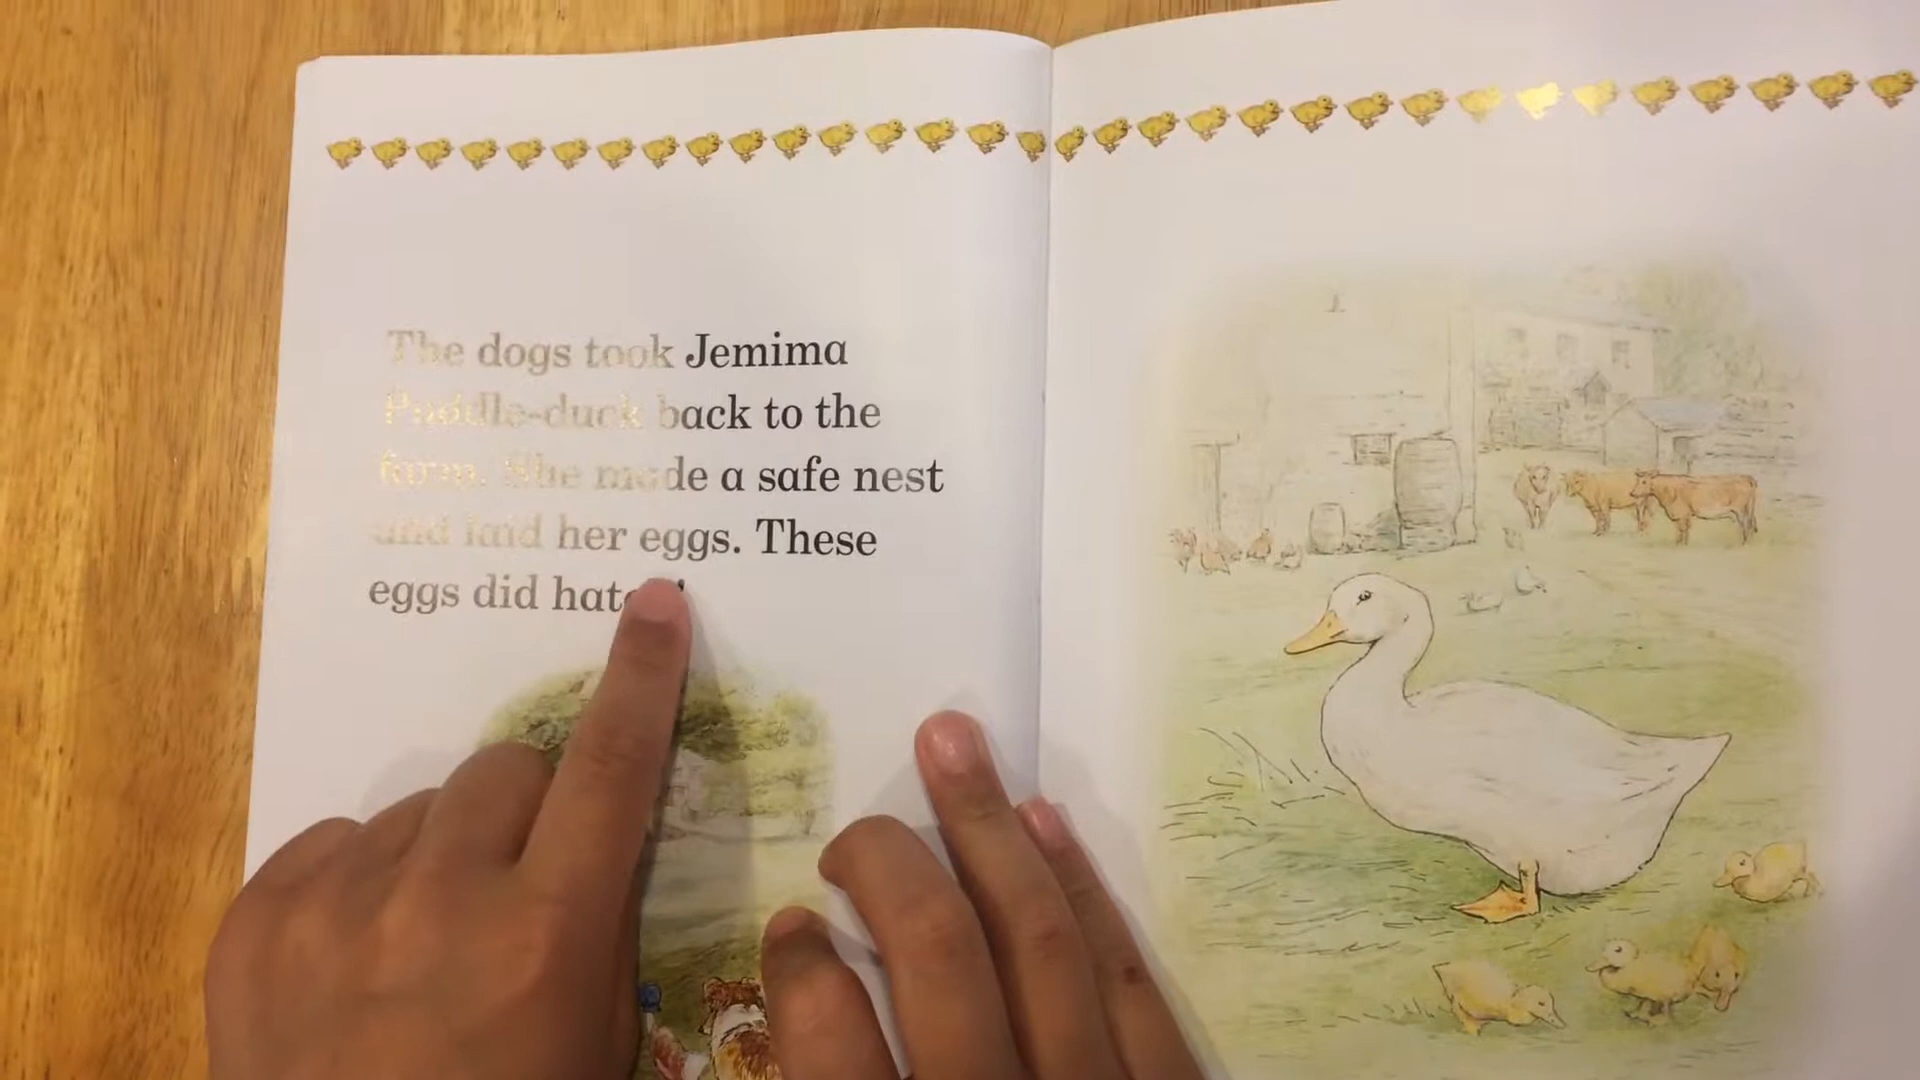 The dogs took Jemima
Puddle-duck back to the
farm. She made a safe nest
and laid her eggs. These
eggs did